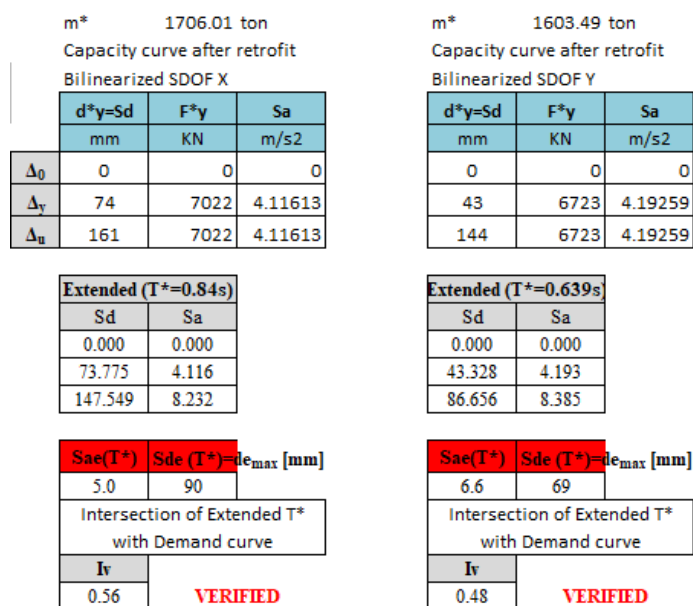 m* 1706.01 ton
Capacity curve after retrofit
Bilinearized SDOF X
d*y=Sd F*y Sa
mm KN m/s2
Δ0 0 0 0
Δy 74 7022 4.11613
Δu 161 7022 4.11613
Extended (T*=0.84s)
Sd Sa
0.000 0.000
73.775 4.116
147.549 8.232
Sae(T*) Sde (T*)=demax [mm]
5.0 90
Intersection of Extended T*
with Demand curve
Iv
0.56 VERIFIED
m* 1603.49 ton
Capacity curve after retrofit
Bilinearized SDOF Y
d*y=Sd F*y Sa
mm KN m/s2
0 0 0
43 6723 4.19259
144 6723 4.19259
Extended (T*=0.639s)
Sd Sa
0.000 0.000
43.328 4.193
86.656 8.385
Sae(T*) Sde (T*)=demax [mm]
6.6 69
Intersection of Extended T*
with Demand curve
Iv
0.48 VERIFIED